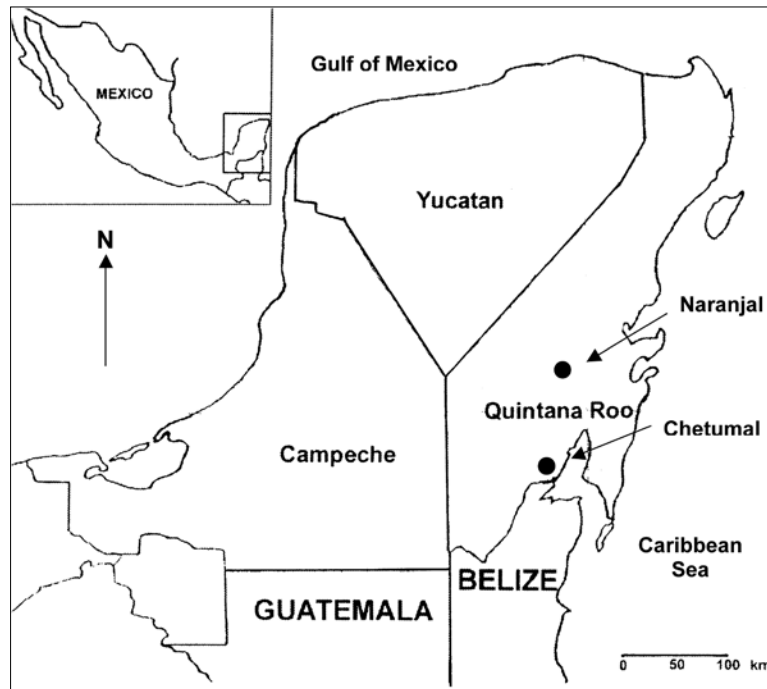 Gulf of Mexico
MEXICO
Yucatan
N
Naranjal
Quintana Roo
Chetumal
Campeche
Caribbean
Sea
BELIZE
GUATEMALA
0 50 100 km